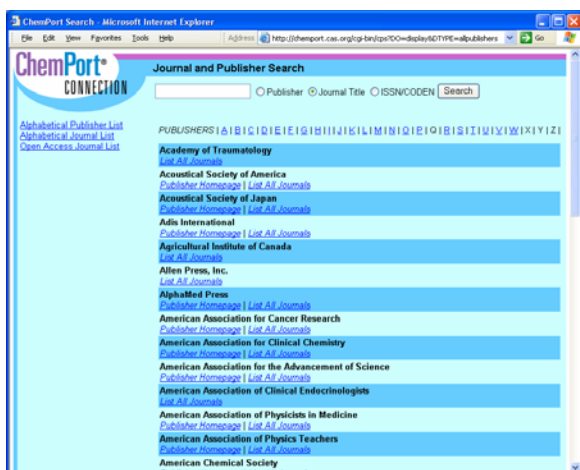 ChemPort Search - Microsoft Internet Explorer
File Edit View Favorites Tools Help Address http://chemport.cas.org/cgi-bin/cps?DO=display&DTYPE=allpublishers Go
ChemPort®
CONNECTION
Journal and Publisher Search
Publisher Journal Title ISSN/CODEN Search
Alphabetical Publisher List
Alphabetical Journal List
Open Access Journal List
PUBLISHERS | A | B | C | D | E | F | G | H | I | J | K | L | M | N | O | P | Q | R | S | T | U | V | W | X | Y | Z |
Academy of Traumatology
List All Journals
Acoustical Society of America
Publisher Homepage | List All Journals
Acoustical Society of Japan
Publisher Homepage | List All Journals
Adis International
Publisher Homepage | List All Journals
Agricultural Institute of Canada
List All Journals
Allen Press, Inc.
List All Journals
AlphaMed Press
Publisher Homepage | List All Journals
American Association for Cancer Research
Publisher Homepage | List All Journals
American Association for Clinical Chemistry
Publisher Homepage | List All Journals
American Association for the Advancement of Science
Publisher Homepage | List All Journals
American Association of Clinical Endocrinologists
List All Journals
American Association of Physicists in Medicine
Publisher Homepage | List All Journals
American Association of Physics Teachers
Publisher Homepage | List All Journals
American Chemical Society